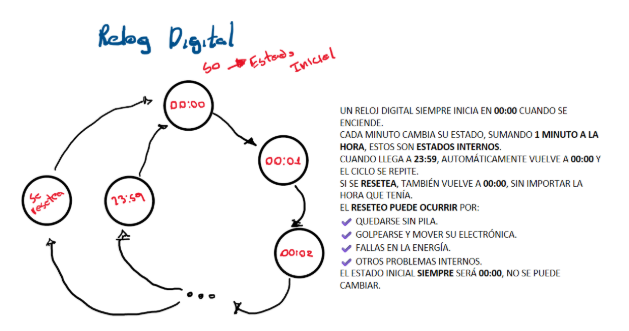 Relog Digital
SO → Estado
Inicial
00:00
00:01
00:02
...
23:59
Se
resetea
UN RELOJ DIGITAL SIEMPRE INICIA EN 00:00 CUANDO SE
ENCIENDE.
CADA MINUTO CAMBIA SU ESTADO, SUMANDO 1 MINUTO A LA
HORA, ESTOS SON ESTADOS INTERNOS.
CUANDO LLEGA A 23:59, AUTOMÁTICAMENTE VUELVE A 00:00 Y
EL CICLO SE REPITE.
SI SE RESETEA, TAMBIÉN VUELVE A 00:00, SIN IMPORTAR LA
HORA QUE TENÍA.
EL RESETEO PUEDE OCURRIR POR:
✓ QUEDARSE SIN PILA.
✓ GOLPEARSE Y MOVER SU ELECTRÓNICA.
✓ FALLAS EN LA ENERGÍA.
✓ OTROS PROBLEMAS INTERNOS.
EL ESTADO INICIAL SIEMPRE SERÁ 00:00, NO SE PUEDE
CAMBIAR.